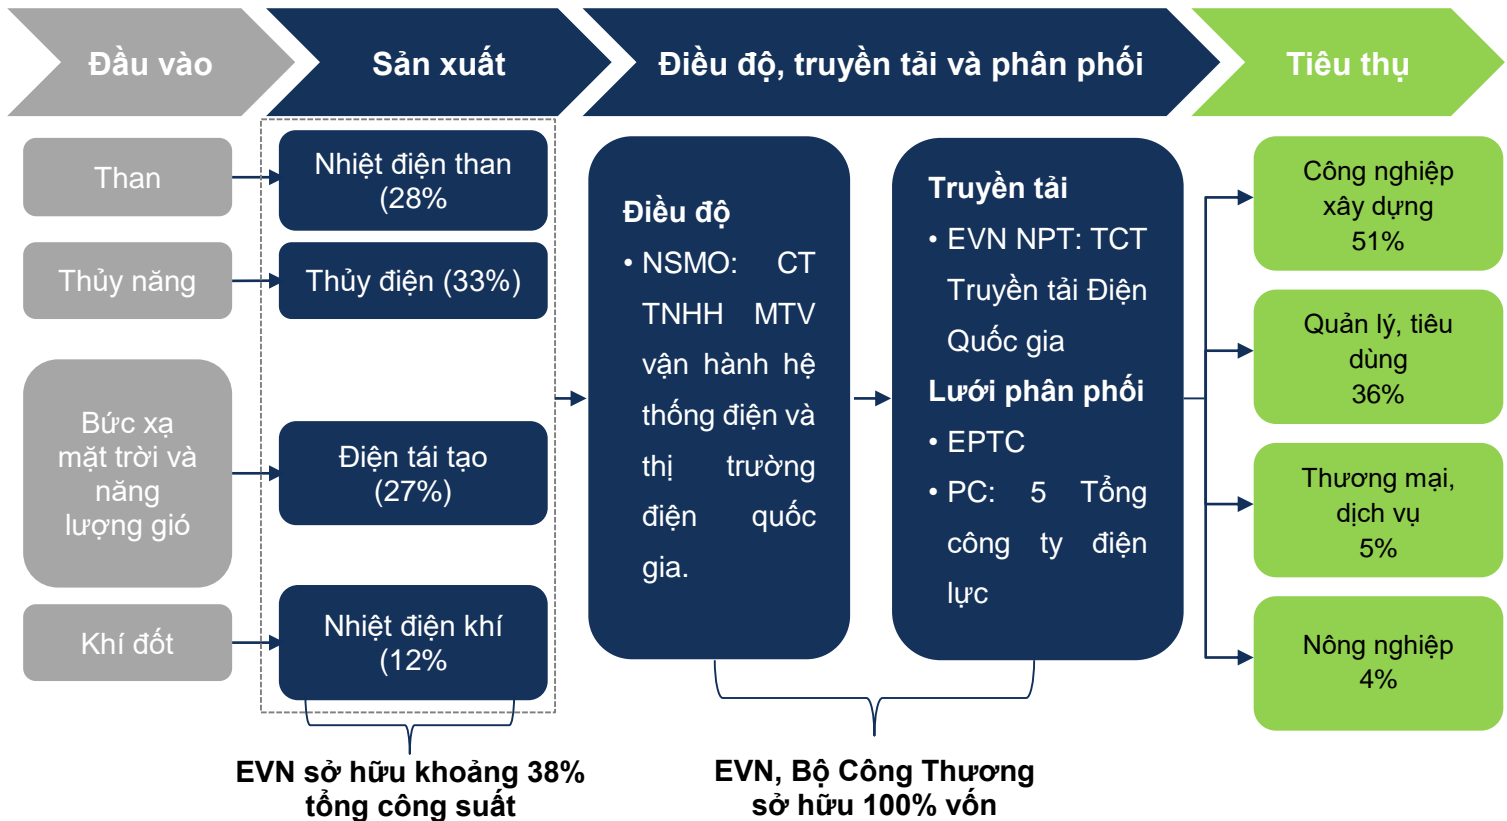 Đầu vào
Sản xuất
Điều độ, truyền tải và phân phối
Tiêu thụ
Than
Thủy năng
Bức xạ
mặt trời và
năng
lượng gió
Khí đốt
Nhiệt điện than
(28%
Thủy điện (33%)
Điện tái tạo
(27%)
Nhiệt điện khí
(12%
EVN sở hữu khoảng 38%
tổng công suất
Điều độ
• NSMO: CT
TNHH MTV
vận hành hệ
thống điện và
thị trường
điện quốc
gia.
Truyền tải
• EVN NPT: TCT
Truyền tải Điện
Quốc gia
Lưới phân phối
• EPTC
• PC: 5 Tổng
công ty điện
lực
EVN, Bộ Công Thương
sở hữu 100% vốn
Công nghiệp
xây dựng
51%
Quản lý, tiêu
dùng
36%
Thương mại,
dịch vụ
5%
Nông nghiệp
4%